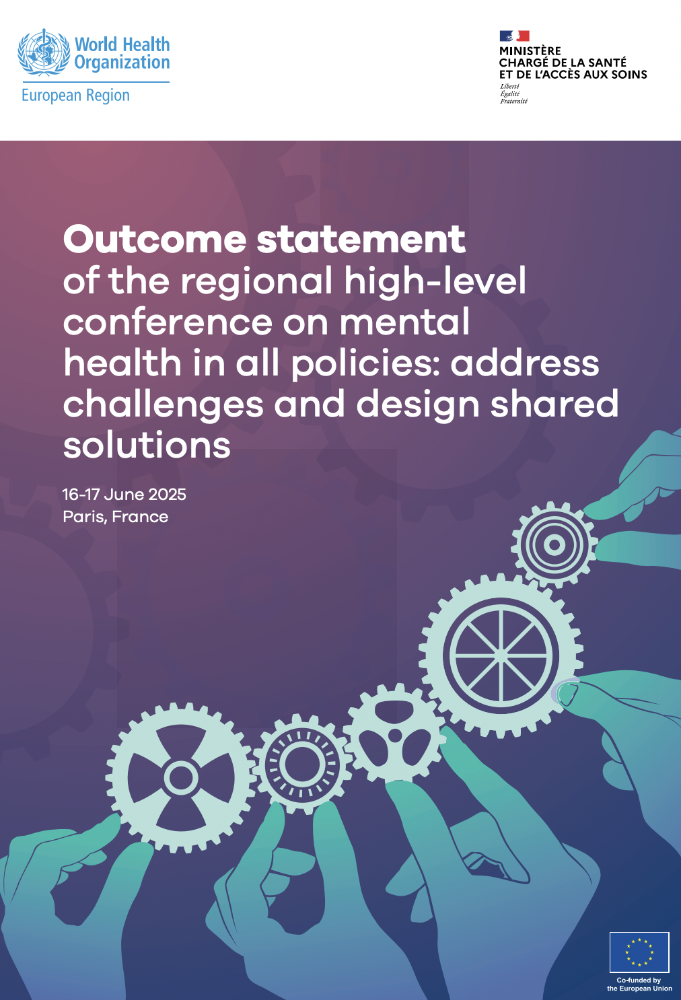 World Health
Organization
European Region
MINISTÈRE
CHARGÉ DE LA SANTÉ
ET DE L'ACCÈS AUX SOINS
Liberté
Égalité
Fraternité
Outcome statement
of the regional high-level
conference on mental
health in all policies: address
challenges and design shared
solutions
16-17 June 2025
Paris, France
Co-funded by
the European Union